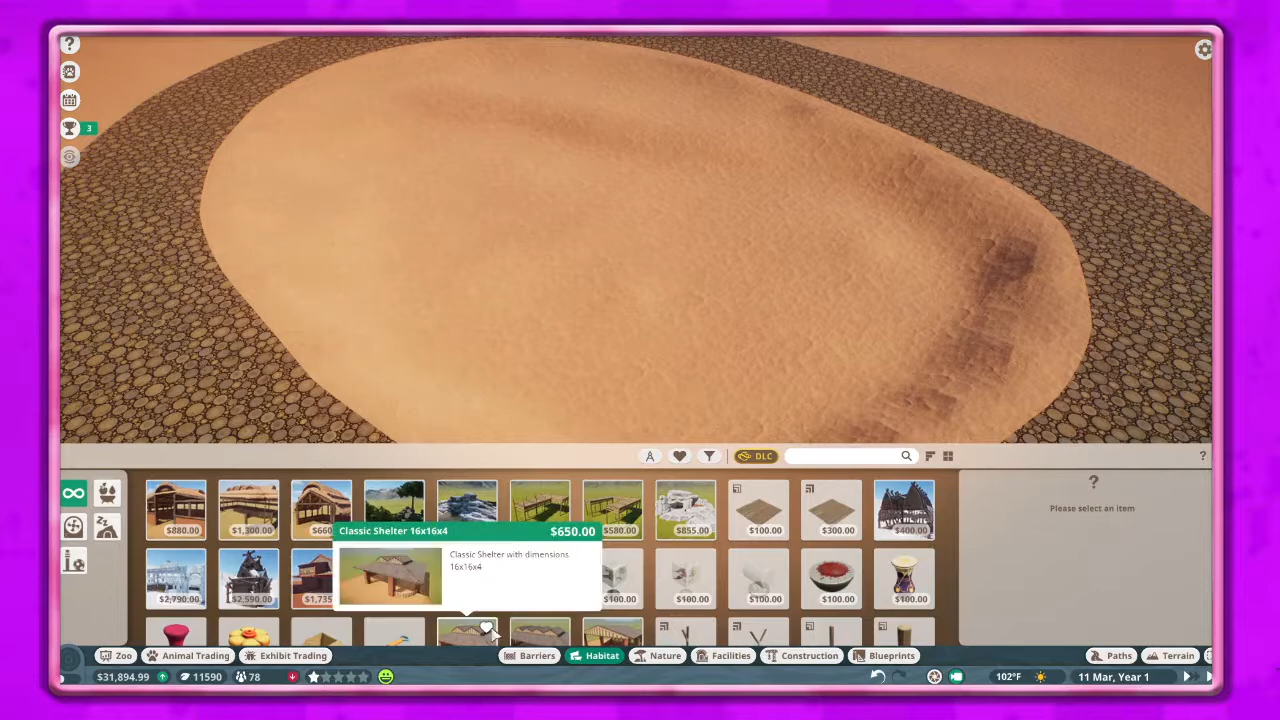 ?
3
DLC
?
$880.00
$1,300.00
$660
$580.00
$855.00
$100.00
$300.00
$400.00
?
Please select an item
Classic Shelter 16x16x4
$650.00
Classic Shelter with dimensions
16x16x4
$2,790.00
$2,590.00
$1,735
$100.00
$100.00
$100.00
$100.00
$100.00
Zoo
Animal Trading
Exhibit Trading
Barriers
Habitat
Nature
Facilities
Construction
Blueprints
Paths
Terrain
$31,894.99
11590
78
102°F
11 Mar, Year 1